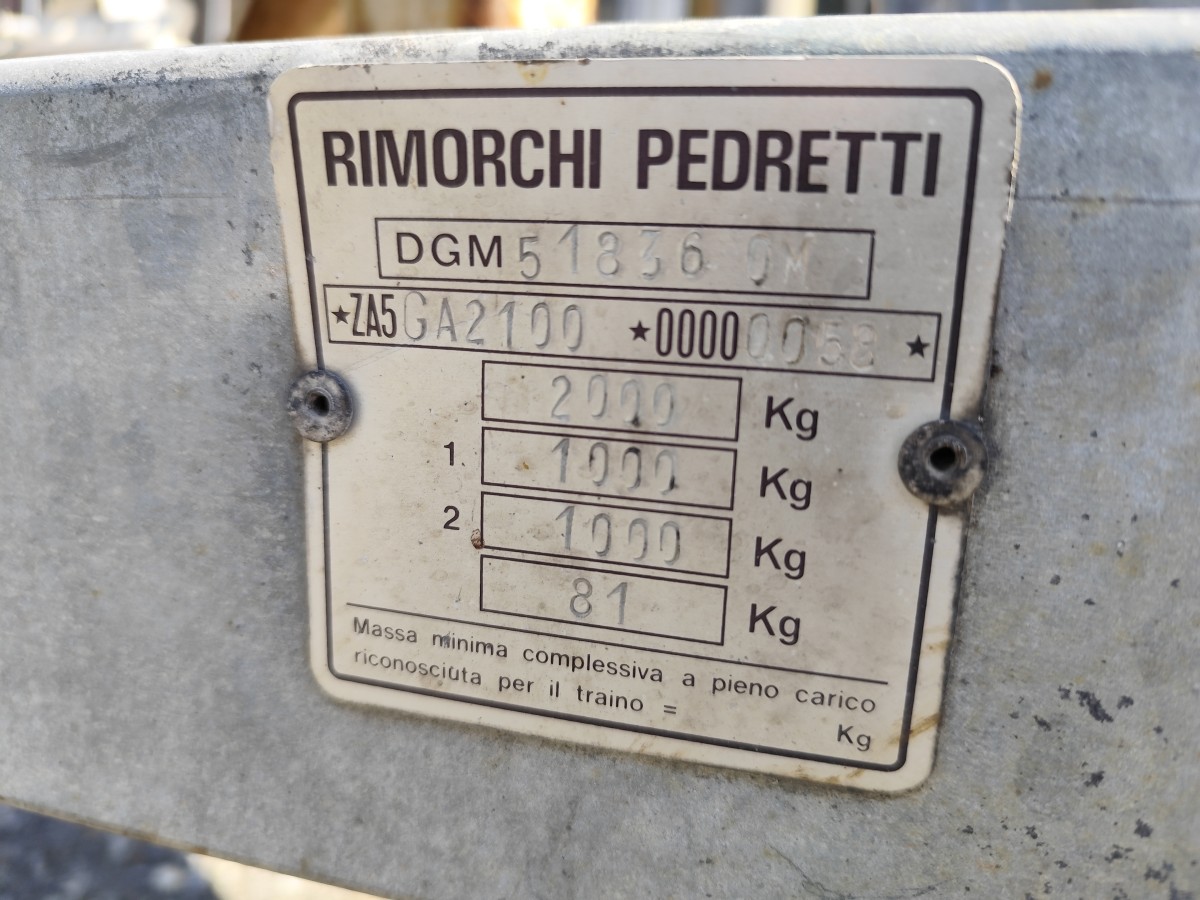 RIMORCHI PEDRETTI
DGM 51836 OM
★ZA5GA2100 ★00000058 ★
2000 Kg
1. 1000 Kg
2 1000 Kg
81 Kg
Massa minima complessiva a pieno carico
riconosciuta per il traino =
Kg